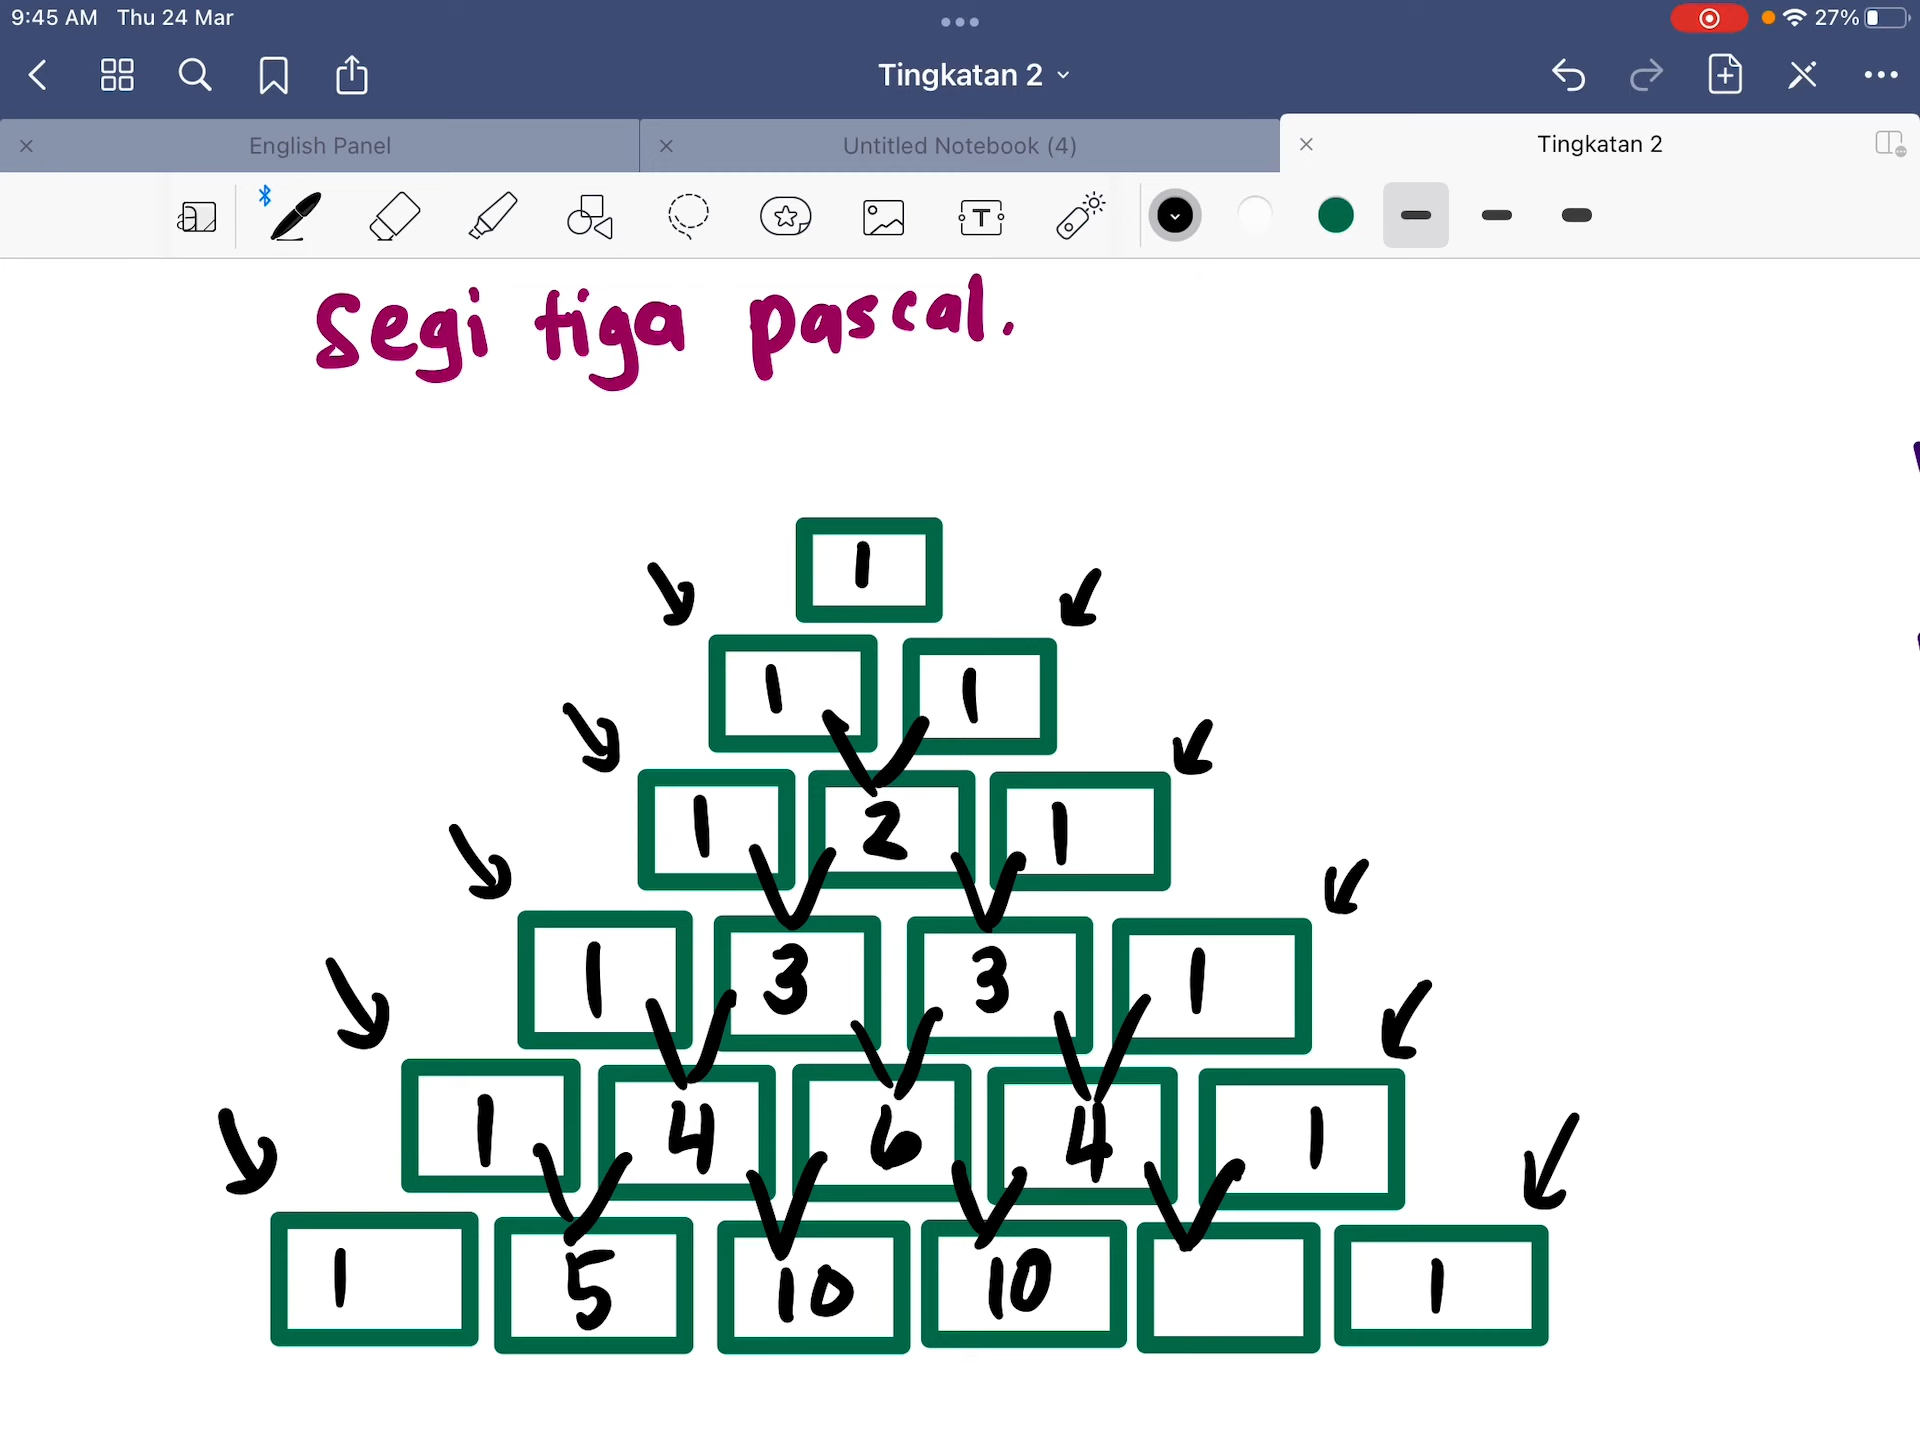 9:45 AM Thu 24 Mar
27%
Tingkatan 2
English Panel
Untitled Notebook (4)
Tingkatan 2
Segi tiga pascal.
1
1 1
1 2 1
1 3 3 1
1 4 6 4 1
1 5 10 10 1